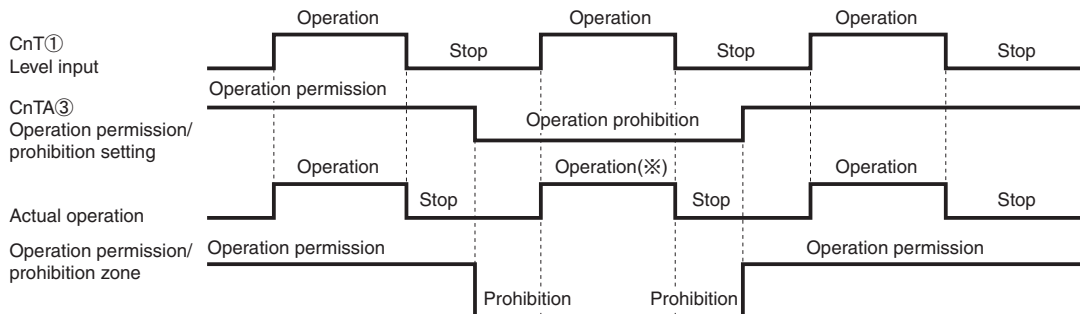 Operation Operation Operation
CnT①
Level input
Stop Stop Stop
Operation permission
CnTA③
Operation permission/
prohibition setting
Operation prohibition
Operation Operation(※) Operation
Actual operation
Stop Stop Stop
Operation permission/
prohibition zone
Operation permission Operation permission
Prohibition Prohibition